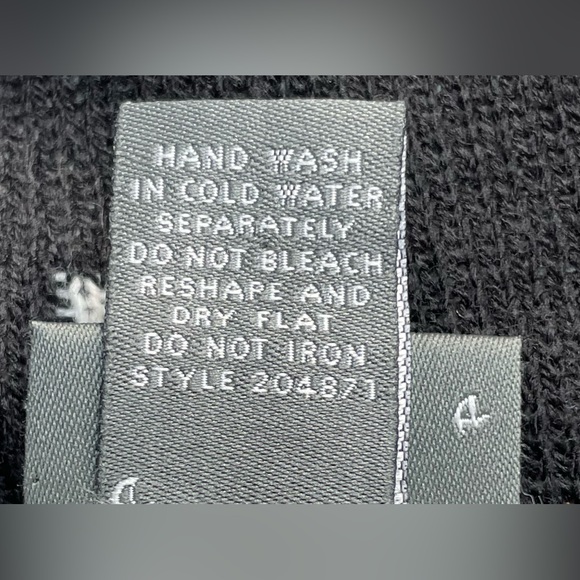 HAND WASH
IN COLD WATER
SEPARATELY
DO NOT BLEACH
RESHAPE AND
DRY FLAT
DO NOT IRON
STYLE 204871